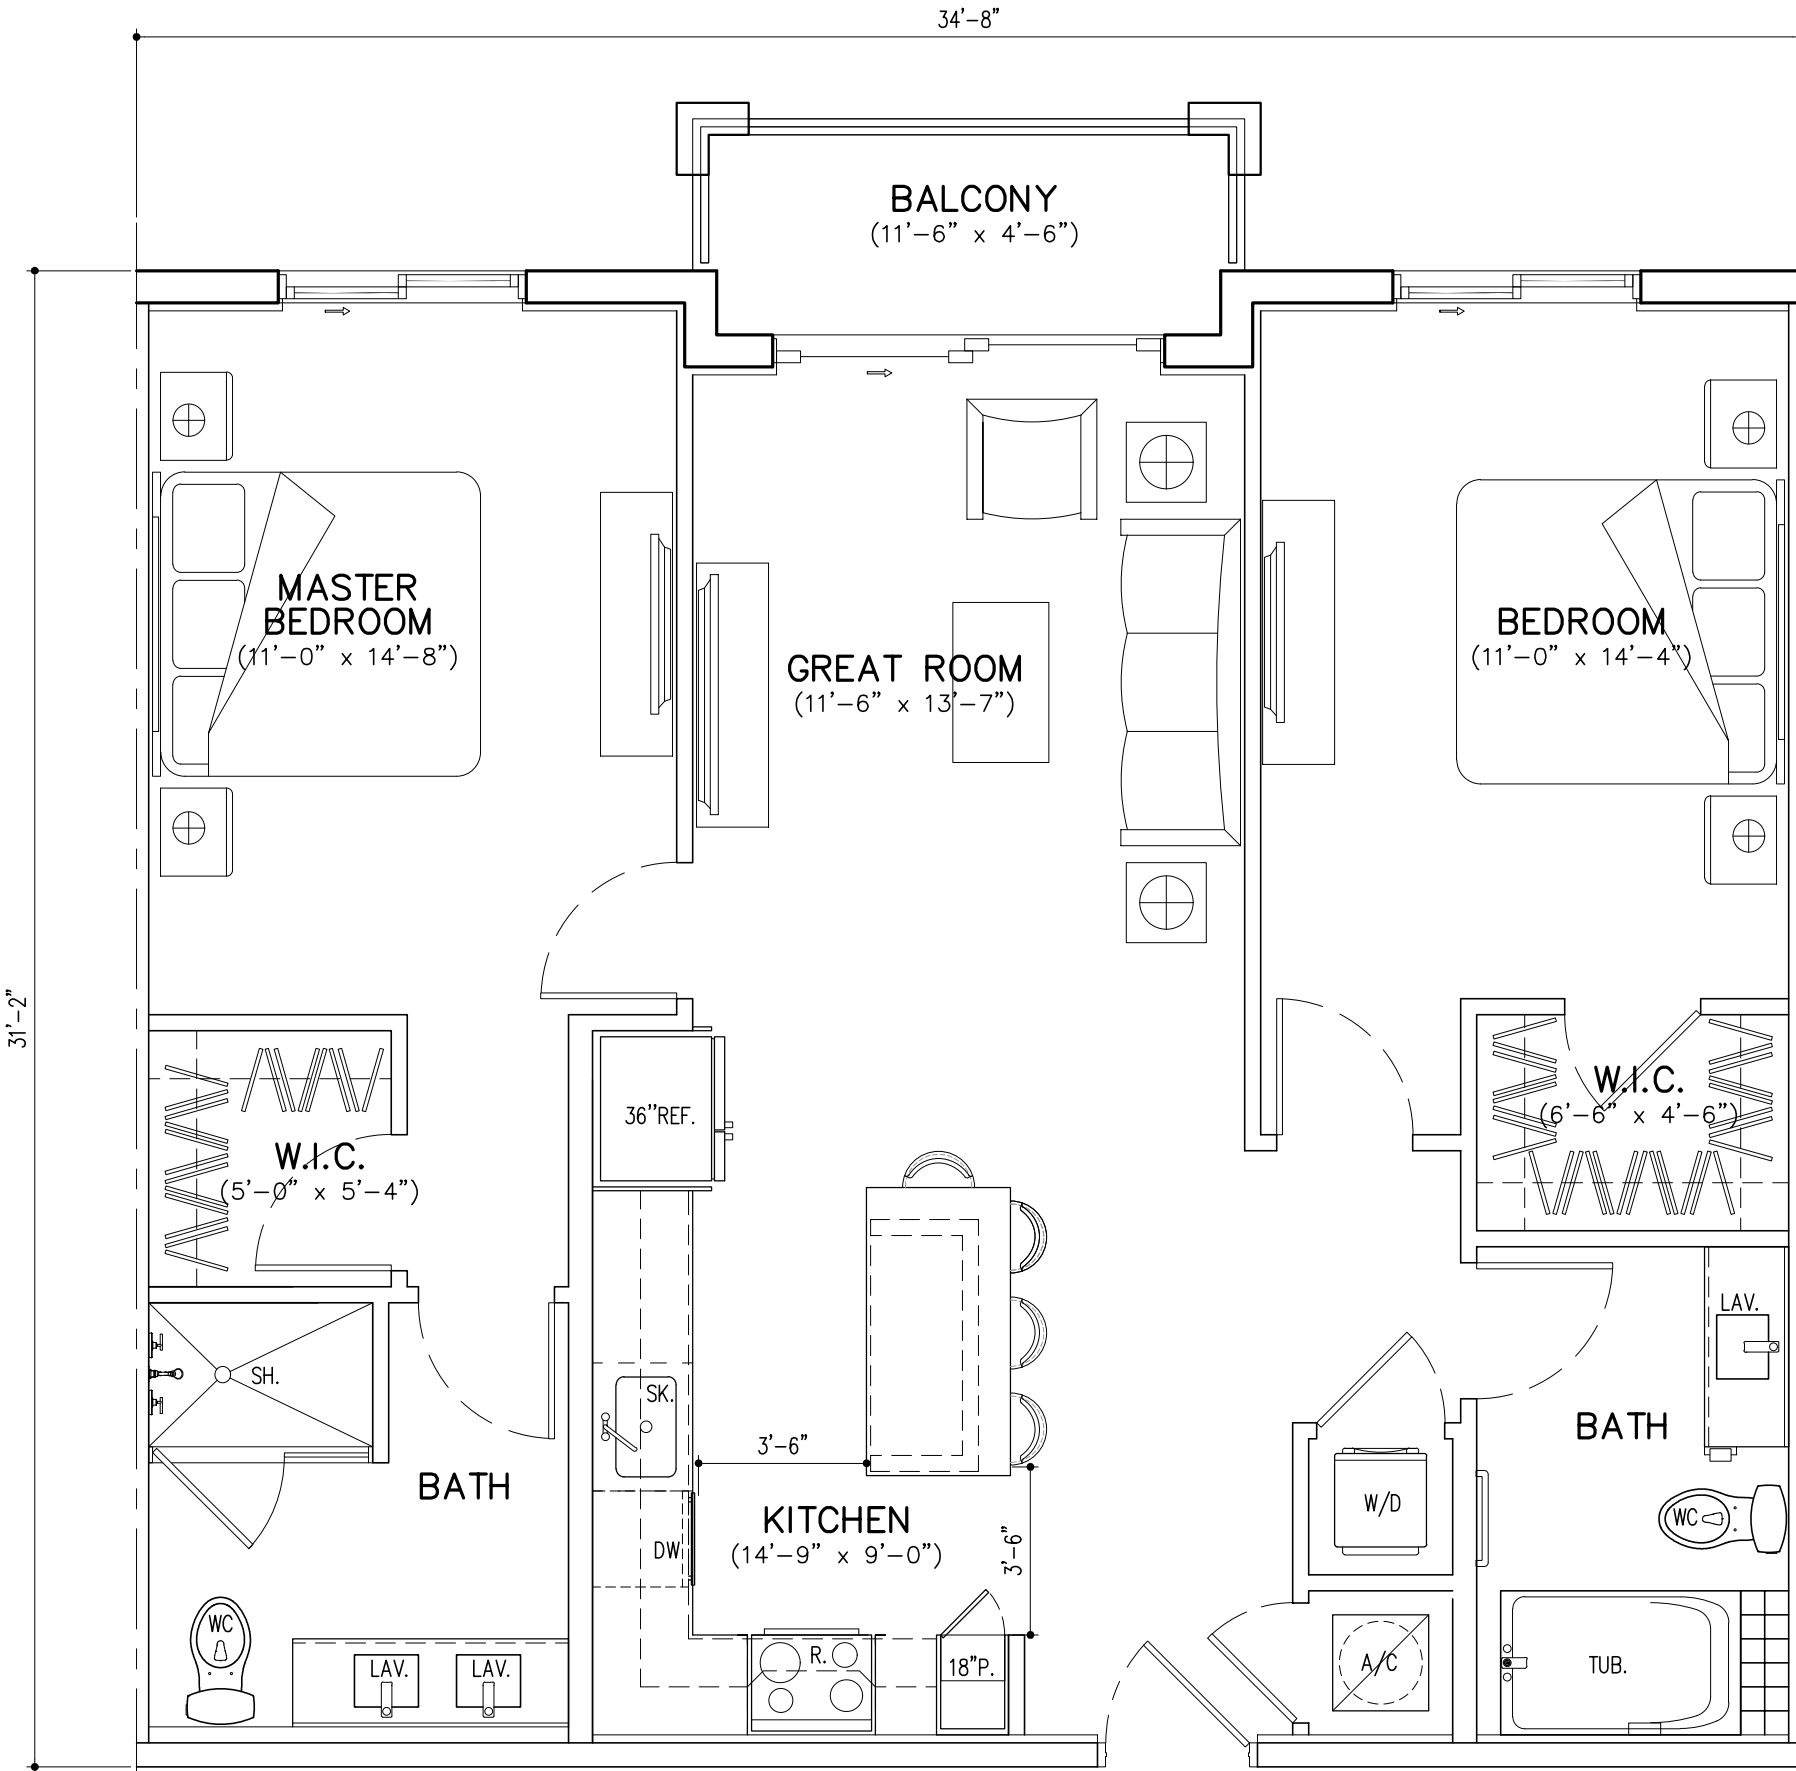 34'-8"
BALCONY
(11'-6" x 4'-6")
MASTER
BEDROOM
(11'-0" x 14'-8")
GREAT ROOM
(11'-6" x 13'-7")
BEDROOM
(11'-0" x 14'-4")
31'-2"
36"REF.
W.I.C.
(5'-0" x 5'-4")
W.I.C.
(6'-6" x 4'-6")
SH.
SK.
LAV.
3'-6"
BATH
BATH
W/D
WC
KITCHEN
(14'-9" x 9'-0")
DW
3'-6"
WC
LAV.
LAV.
R.
18"P.
A/C
TUB.